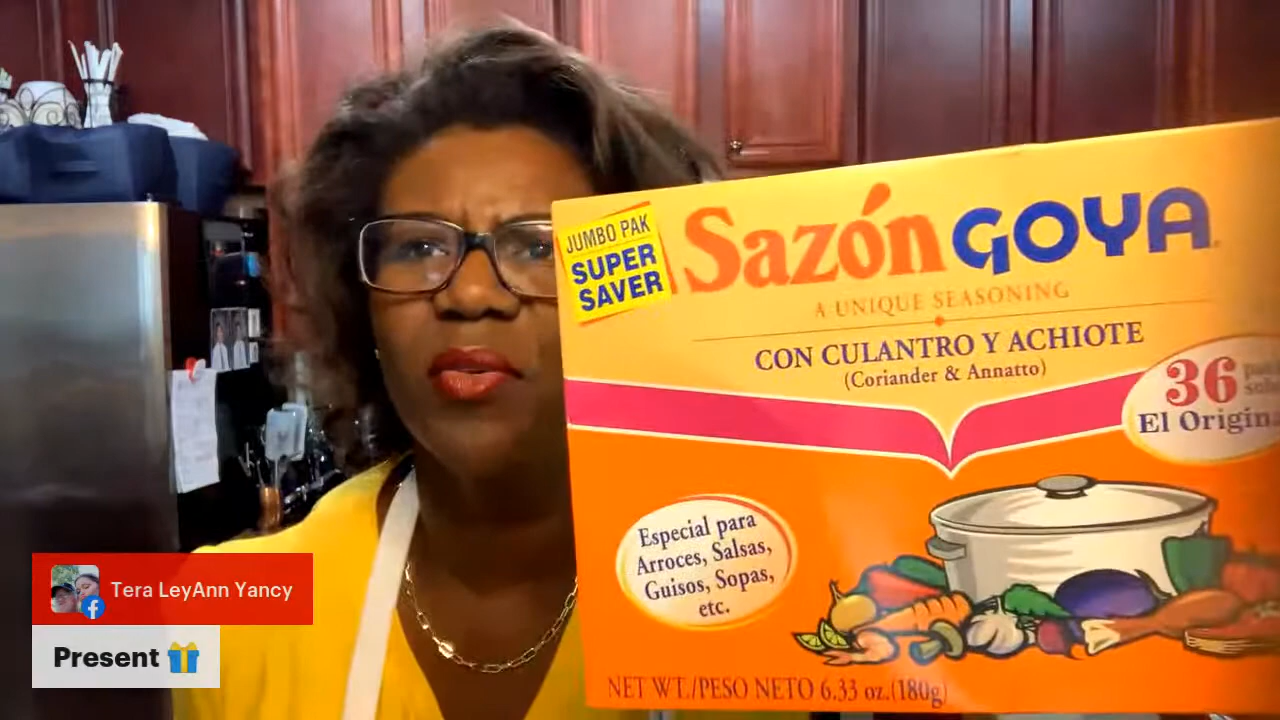 JUMBO PAK
SUPER
SAVER
Sazón GOYA
A UNIQUE SEASONING
CON CULANTRO Y ACHIOTE
(Coriander & Annatto)
36
El Origin
Especial para
Arroces, Salsas,
Guisos, Sopas,
etc.
NET WT./PESO NETO 6.33 oz.(180g)
Tera LeyAnn Yancy
Present 🎁